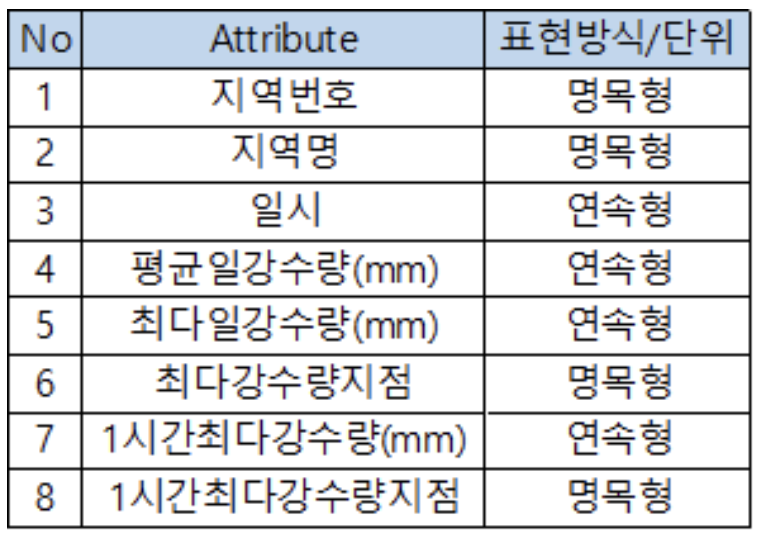 No Attribute 표현방식/단위
1 지역번호 명목형
2 지역명 명목형
3 일시 연속형
4 평균일강수량(mm) 연속형
5 최다일강수량(mm) 연속형
6 최다강수량지점 명목형
7 1시간최다강수량(mm) 연속형
8 1시간최다강수량지점 명목형